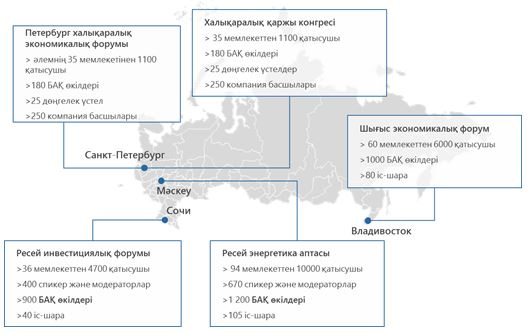 Петербург халықаралық
экономикалық форумы
> әлемнің 35 мемлекетінен 1100
қатысушы
>180 БАҚ өкілдері
>25 дөңгелек үстел
>250 компания басшылары
Халықаралық қаржы конгресі
> 35 мемлекеттен 1100 қатысушы
>180 БАҚ өкілдері
>25 дөңгелек үстелдер
>250 компания басшылары
Шығыс экономикалық форум
> 60 мемлекеттен 6000 қатысушы
>1000 БАҚ өкілдері
>80 іс-шара
Санкт-Петербург
Мәскеу
Сочи
Владивосток
Ресей инвестициялық форумы
>36 мемлекеттен 4700 қатысушы
>400 спикер және модераторлар
>900 БАҚ өкілдері
>40 іс-шара
Ресей энергетика аптасы
> 94 мемлекеттен 10000 қатысушы
>670 спикер және модераторлар
>1 200 БАҚ өкілдері
>105 іс-шара